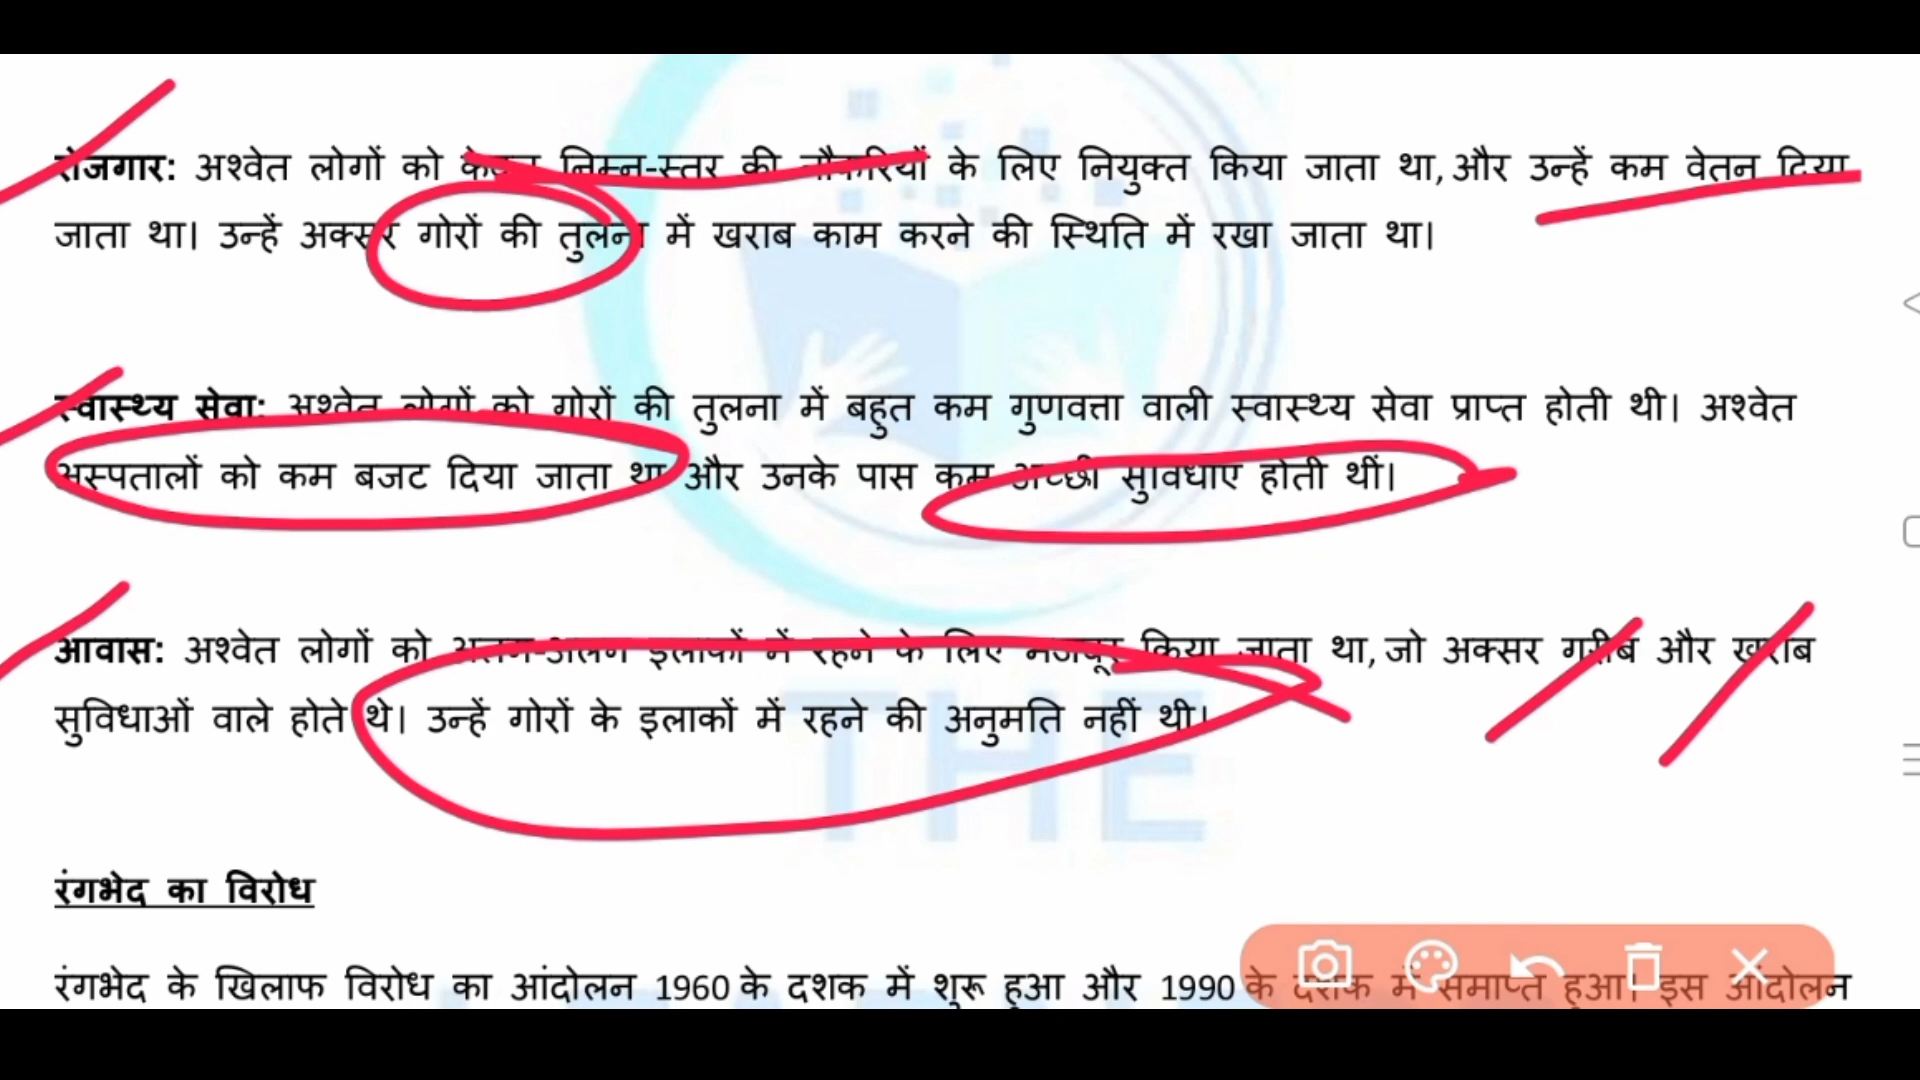 रोजगार: अश्वेत लोगों को केवल निम्न-स्तर की नौकरियों के लिए नियुक्त किया जाता था, और उन्हें कम वेतन दिया
जाता था। उन्हें अक्सर गोरों की तुलना में खराब काम करने की स्थिति में रखा जाता था।
स्वास्थ्य सेवा: अश्वेत लोगों को गोरों की तुलना में बहुत कम गुणवत्ता वाली स्वास्थ्य सेवा प्राप्त होती थी। अश्वेत
अस्पतालों को कम बजट दिया जाता था और उनके पास कम अच्छी सुविधाएं होती थीं।
आवास: अश्वेत लोगों को अलग-अलग इलाकों में रहने के लिए मजबूर किया जाता था, जो अक्सर गरीब और खराब
सुविधाओं वाले होते थे। उन्हें गोरों के इलाकों में रहने की अनुमति नहीं थी।
THE
रंगभेद का विरोध
रंगभेद के खिलाफ विरोध का आंदोलन 1960 के दशक में शुरू हुआ और 1990 के दशक में समाप्त हुआ। इस आंदोलन